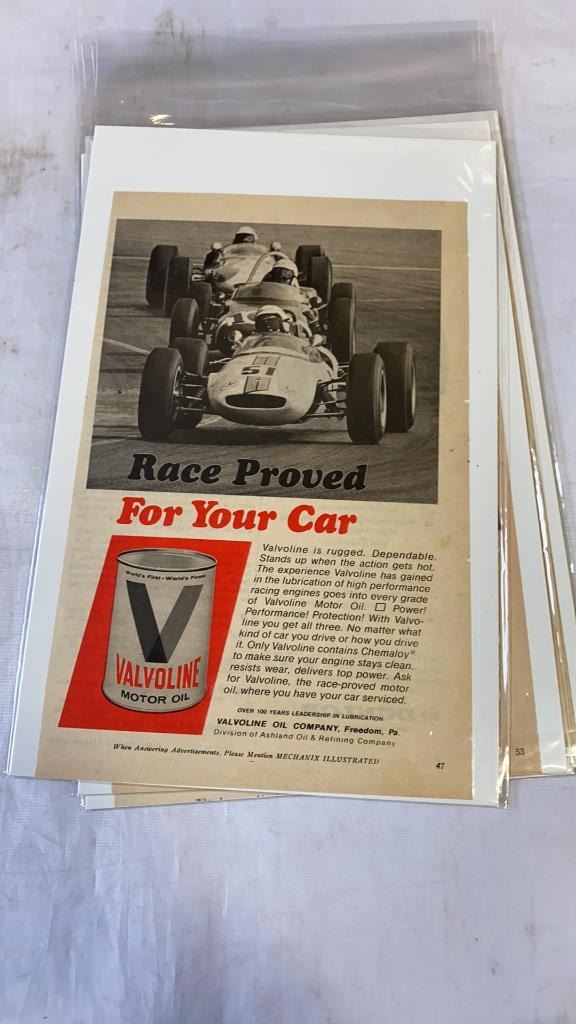 51
Race Proved
For Your Car
World's First - World's Finest
V
VALVOLINE
MOTOR OIL
Valvoline is rugged. Dependable.
Stands up when the action gets hot.
The experience Valvoline has gained
in the lubrication of high performance
racing engines goes into every grade
of Valvoline Motor Oil. ☐ Power!
Performance! Protection! With Valvo-
line you get all three. No matter what
kind of car you drive or how you drive
it. Only Valvoline contains Chemaloy®
to make sure your engine stays clean.
resists wear, delivers top power. Ask
for Valvoline, the race-proved motor
oil, where you have your car serviced.
OVER 100 YEARS LEADERSHIP IN LUBRICATION
VALVOLINE OIL COMPANY, Freedom, Pa.
Division of Ashland Oil & Refining Company
When Answering Advertisements, Please Mention MECHANIX ILLUSTRATED
47
53